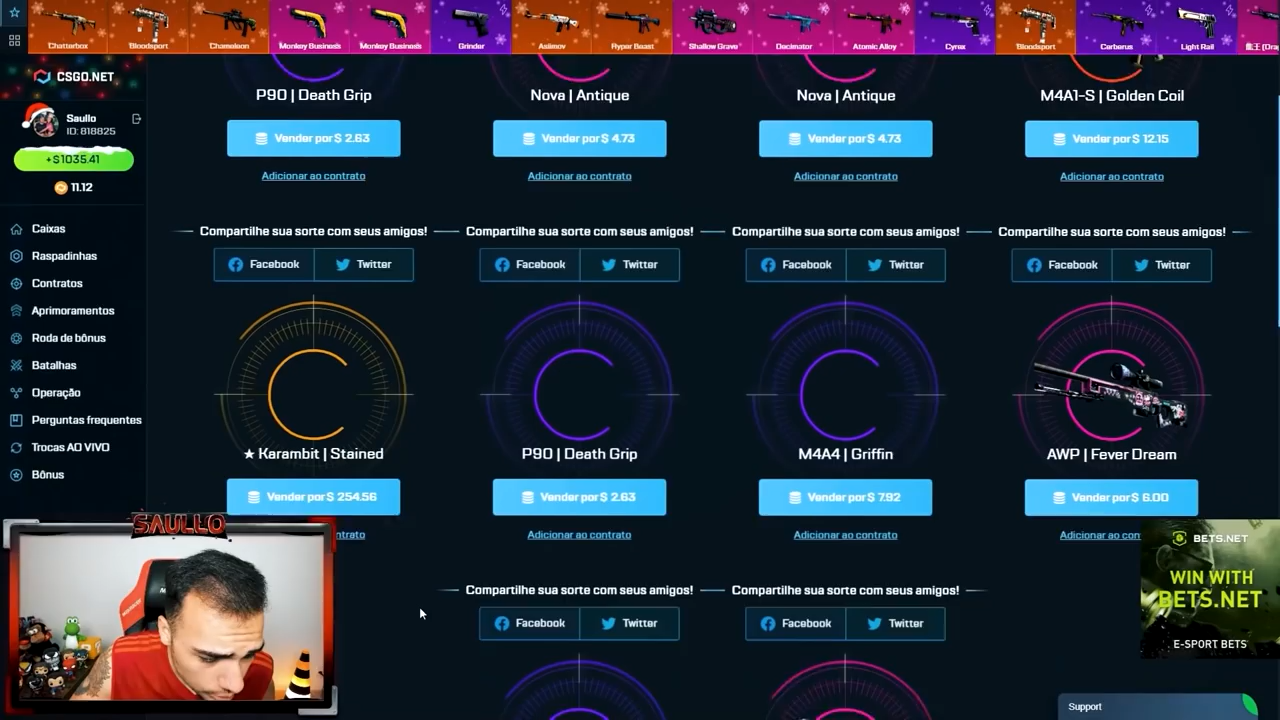 Chatterbox
Bloodsport
Chameleon
Monkey Business
Monkey Business
Grinder
Asiimov
Hyper Beast
Shallow Grave
Decimator
Atomic Alloy
Cyrex
Bloodsport
Cerberus
Light Rail
CSGO.NET
Saullo
ID: 818825
+$1035.41
11.12
Caixas
Raspadinhas
Contratos
Aprimoramentos
Roda de bônus
Batalhas
Operação
Perguntas frequentes
Trocas AO VIVO
Bônus
P90 | Death Grip
Nova | Antique
Nova | Antique
M4A1-S | Golden Coil
Vender por $ 2.63
Vender por $ 4.73
Vender por $ 4.73
Vender por $ 12.15
Adicionar ao contrato
Adicionar ao contrato
Adicionar ao contrato
Adicionar ao contrato
Compartilhe sua sorte com seus amigos!
Compartilhe sua sorte com seus amigos!
Compartilhe sua sorte com seus amigos!
Compartilhe sua sorte com seus amigos!
Facebook
Twitter
Facebook
Twitter
Facebook
Twitter
Facebook
Twitter
★ Karambit | Stained
P90 | Death Grip
M4A4 | Griffin
AWP | Fever Dream
Vender por $ 254.56
Vender por $ 2.63
Vender por $ 7.92
Vender por $ 6.00
Adicionar ao contrato
Adicionar ao contrato
Adicionar ao
Compartilhe sua sorte com seus amigos!
Compartilhe sua sorte com seus amigos!
Facebook
Twitter
Facebook
Twitter
SAULLO
BETS.NET
WIN WITH
BETS.NET
E-SPORT BETS
Support